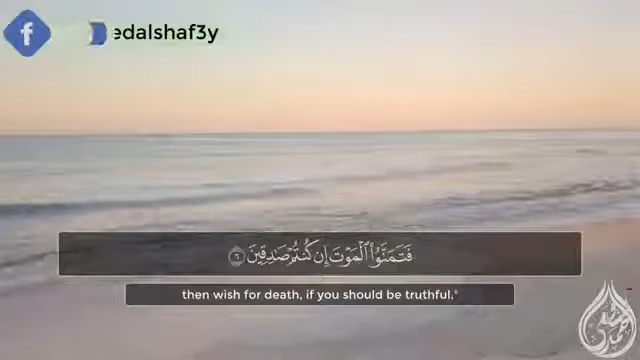 edalshaf3y
فَتَمَنَّوُا۟ ٱلْمَوْتَ إِن كُنتُمْ صَـٰدِقِينَ ٦
then wish for death, if you should be truthful."